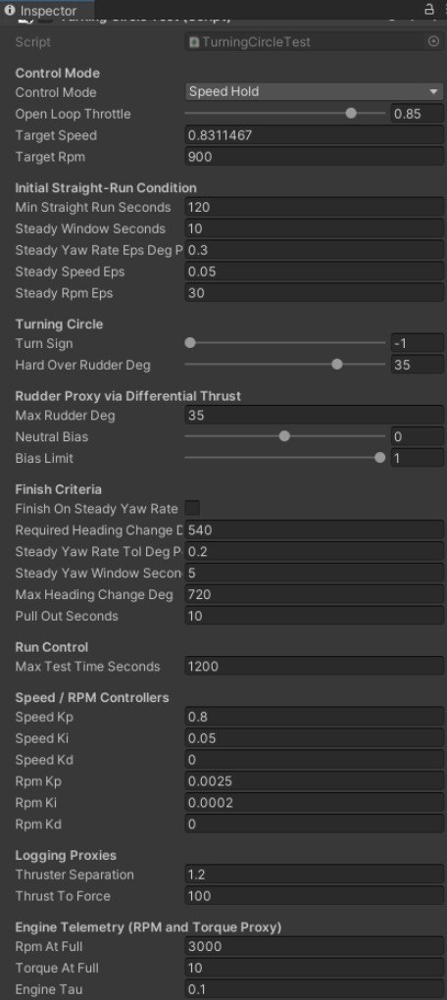 Inspector
Script TurningCircleTest
Control Mode
Control Mode Speed Hold
Open Loop Throttle 0.85
Target Speed 0.8311467
Target Rpm 900
Initial Straight-Run Condition
Min Straight Run Seconds 120
Steady Window Seconds 10
Steady Yaw Rate Eps Deg P 0.3
Steady Speed Eps 0.05
Steady Rpm Eps 30
Turning Circle
Turn Sign -1
Hard Over Rudder Deg 35
Rudder Proxy via Differential Thrust
Max Rudder Deg 35
Neutral Bias 0
Bias Limit 1
Finish Criteria
Finish On Steady Yaw Rate
Required Heading Change D 540
Steady Yaw Rate Tol Deg P 0.2
Steady Yaw Window Secon 5
Max Heading Change Deg 720
Pull Out Seconds 10
Run Control
Max Test Time Seconds 1200
Speed / RPM Controllers
Speed Kp 0.8
Speed Ki 0.05
Speed Kd 0
Rpm Kp 0.0025
Rpm Ki 0.0002
Rpm Kd 0
Logging Proxies
Thruster Separation 1.2
Thrust To Force 100
Engine Telemetry (RPM and Torque Proxy)
Rpm At Full 3000
Torque At Full 10
Engine Tau 0.1